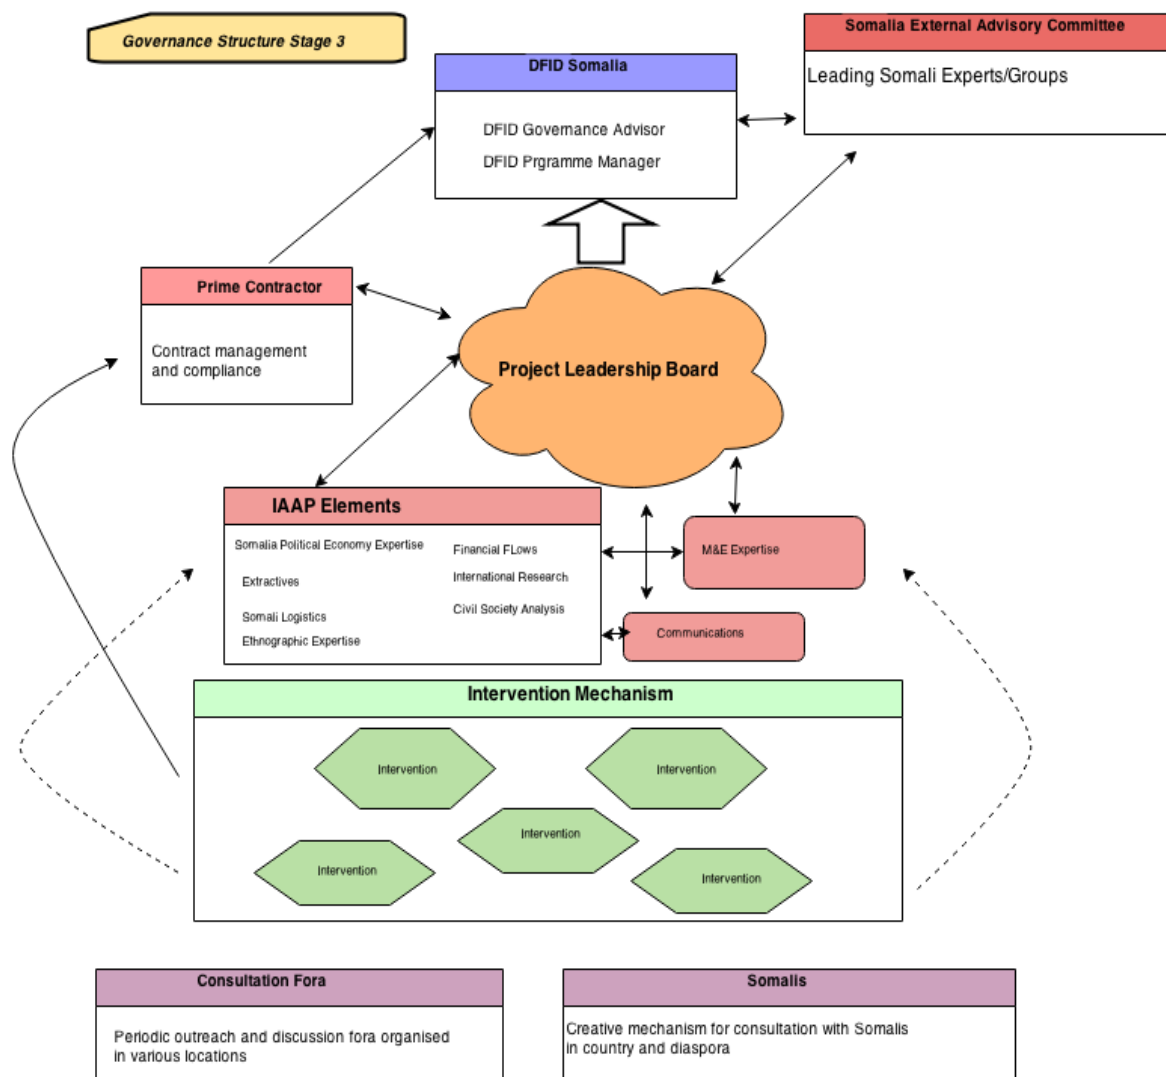 Governance Structure Stage 3
Somalia External Advisory Committee
Leading Somali Experts/Groups
DFID Somalia
DFID Governance Advisor
DFID Prgramme Manager
Prime Contractor
Contract management
and compliance
Project Leadership Board
IAAP Elements
Somalia Political Economy Expertise
Extractives
Somali Logistics
Ethnographic Expertise
Financial FLows
International Research
Civil Society Analysis
M&E Expertise
Communications
Intervention Mechanism
Intervention
Intervention
Intervention
Intervention
Intervention
Consultation Fora
Periodic outreach and discussion fora organised
in various locations
Somalis
Creative mechanism for consultation with Somalis
in country and diaspora